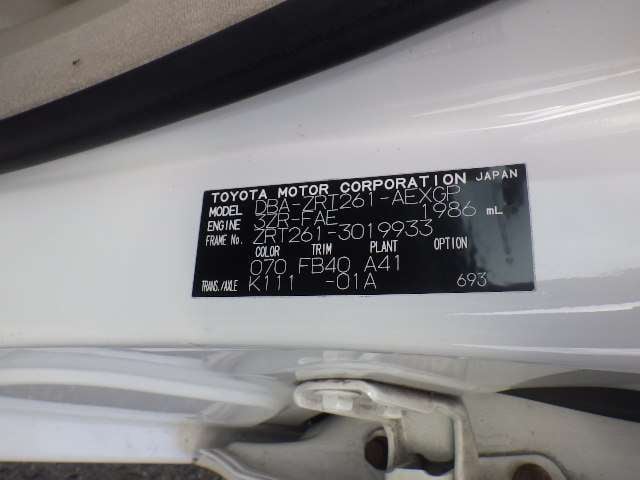 TOYOTA MOTOR CORPORATION JAPAN
MODEL DBA-ZRT261-AEXGP
ENGINE 3ZR-FAE 1986 mL
FRAME No. ZRT261-3019933
COLOR TRIM PLANT OPTION
070 FB40 A41
TRANS./AXLE K111 -01A 693